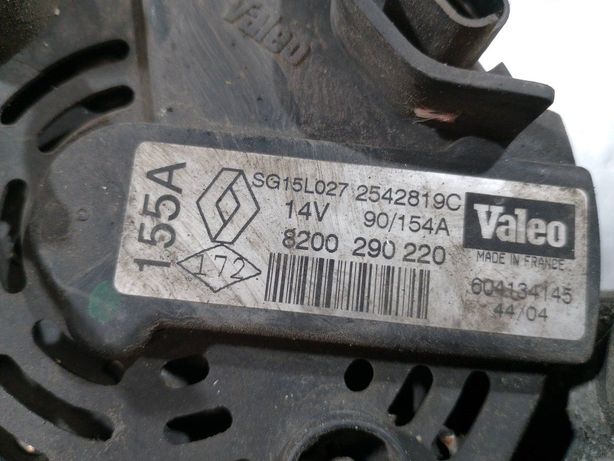 Valeo
155A
SG15L027 2542819C
14V 90/154A
8200 290 220
172
Valeo
MADE IN FRANCE
604134145
44/04